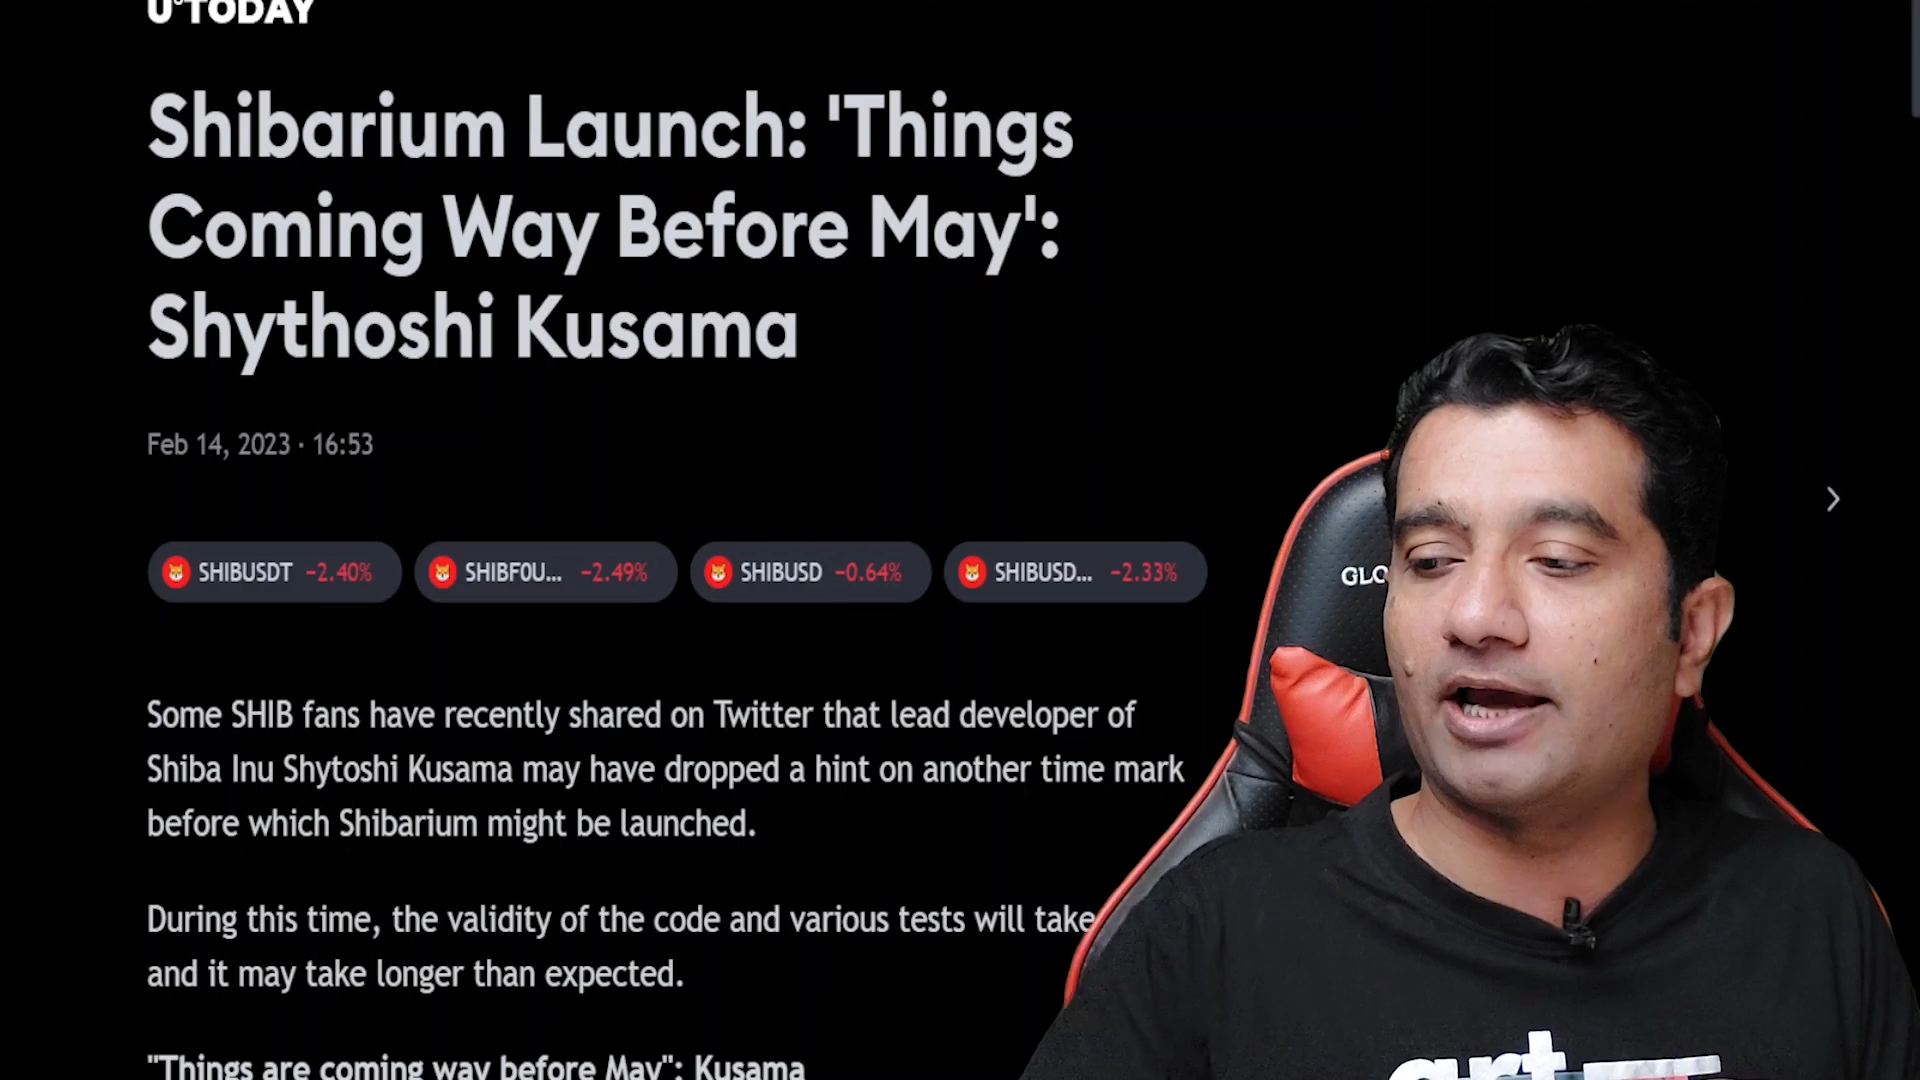 U°TODAY
Shibarium Launch: 'Things
Coming Way Before May':
Shythoshi Kusama
Feb 14, 2023 · 16:53
SHIBUSDT −2.40% SHIBF0U... −2.49% SHIBUSD −0.64% SHIBUSD... −2.33%
GLO
Some SHIB fans have recently shared on Twitter that lead developer of
Shiba Inu Shytoshi Kusama may have dropped a hint on another time mark
before which Shibarium might be launched.
During this time, the validity of the code and various tests will take
and it may take longer than expected.
"Things are coming way before May": Kusama
art